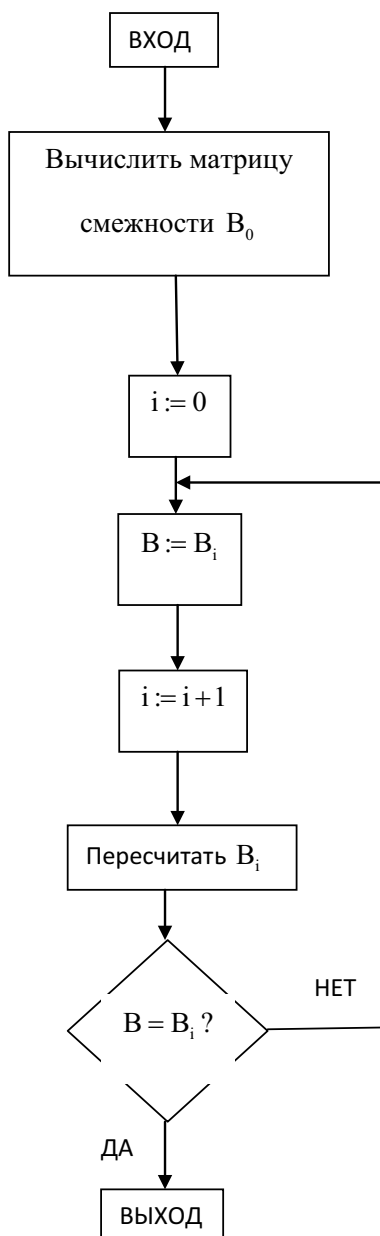 ВХОД
Вычислить матрицу
смежности B₀
i := 0
B := Bᵢ
i := i + 1
Пересчитать Bᵢ
B = Bᵢ ?
НЕТ
ДА
ВЫХОД